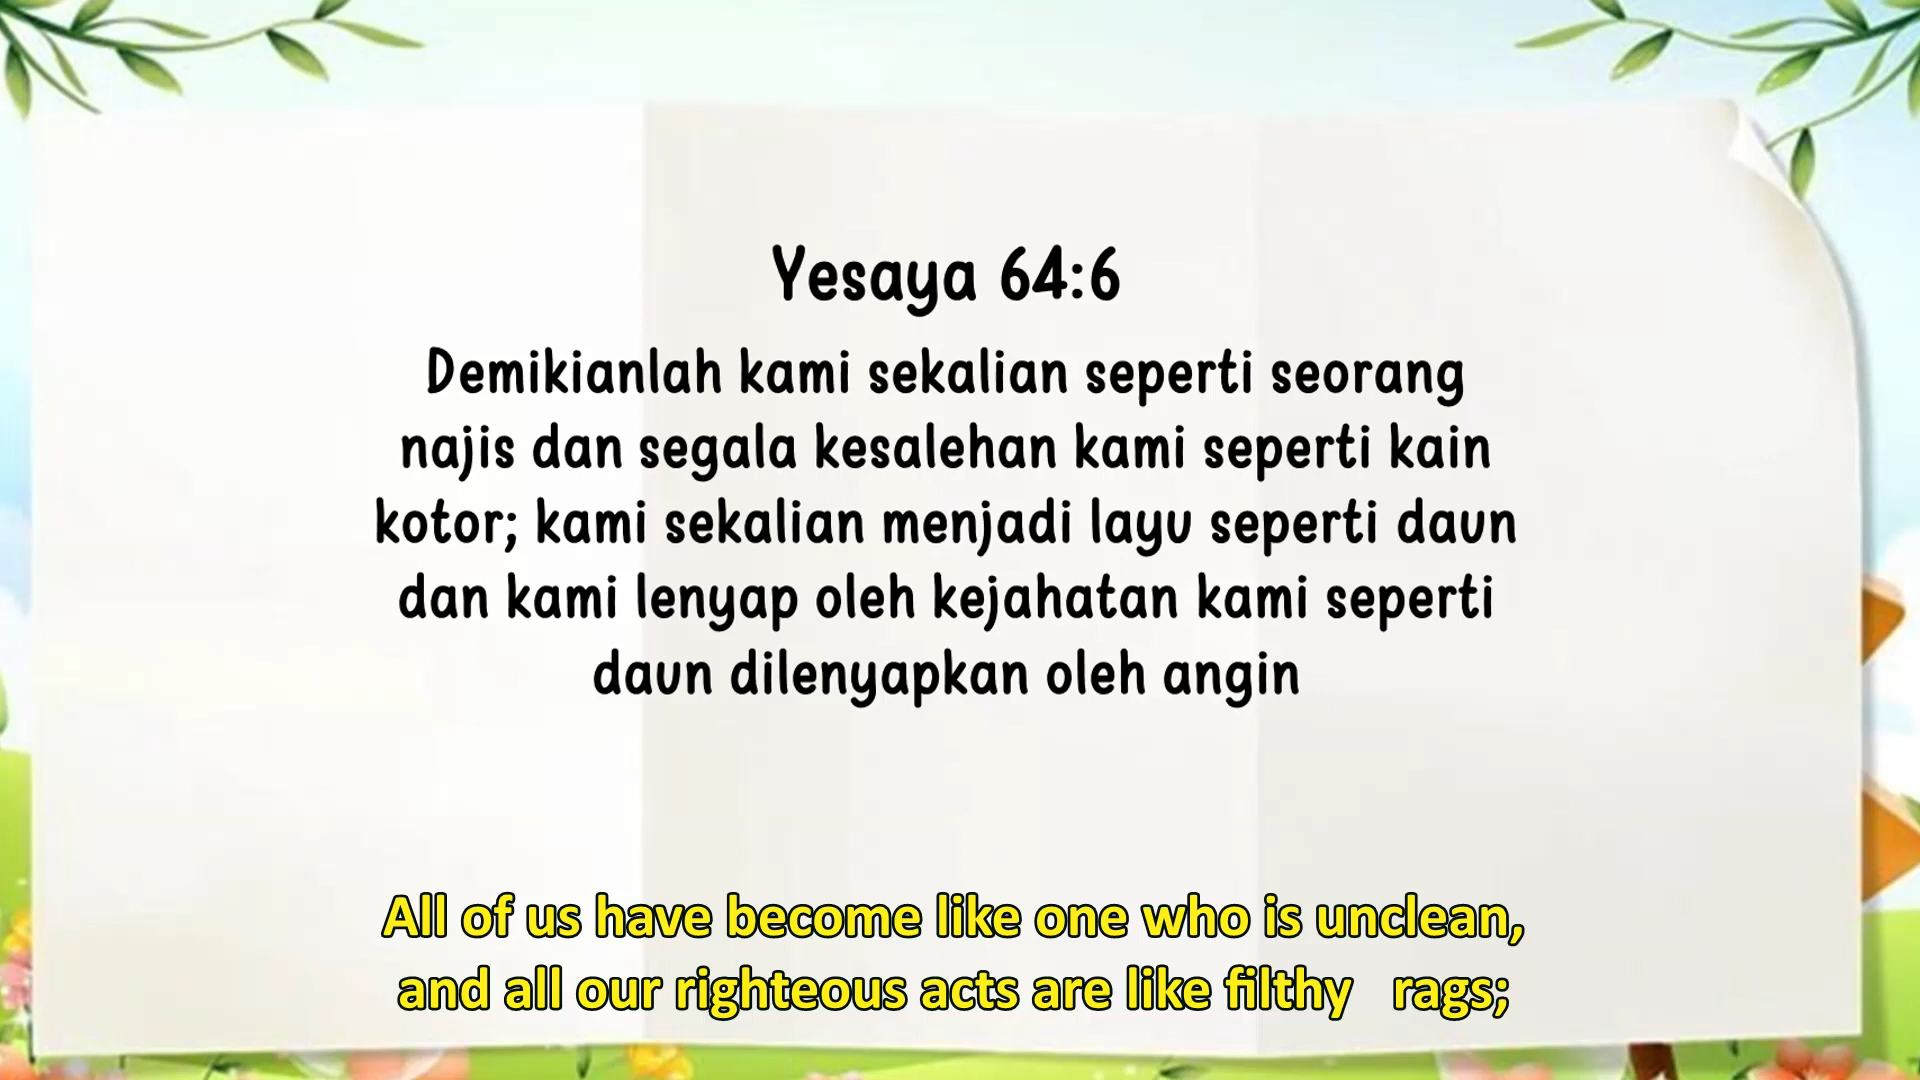 Yesaya 64:6
Demikianlah kami sekalian seperti seorang
najis dan segala kesalehan kami seperti kain
kotor; kami sekalian menjadi layu seperti daun
dan kami lenyap oleh kejahatan kami seperti
daun dilenyapkan oleh angin
All of us have become like one who is unclean,
and all our righteous acts are like filthy   rags;